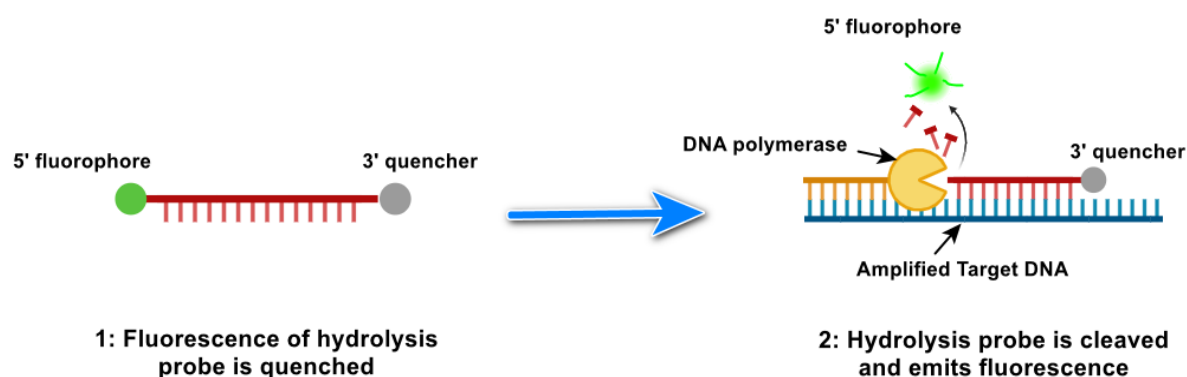 5' fluorophore
3' quencher
1: Fluorescence of hydrolysis
probe is quenched
5' fluorophore
DNA polymerase
3' quencher
Amplified Target DNA
2: Hydrolysis probe is cleaved
and emits fluorescence